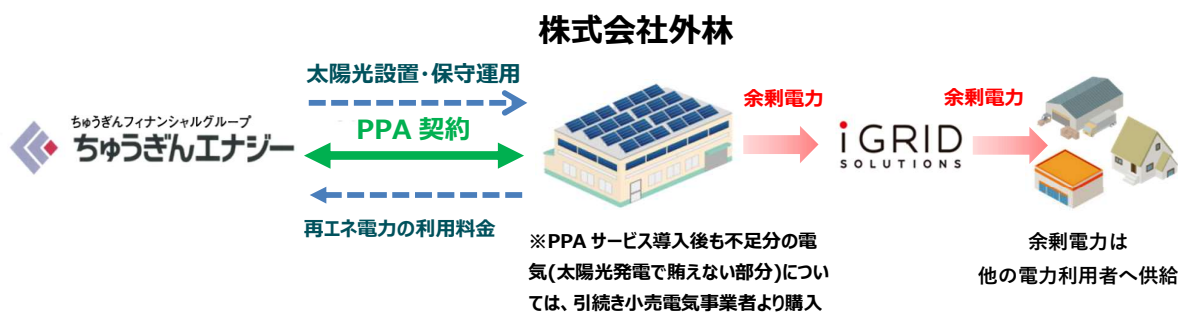 株式会社外林
太陽光設置・保守運用
PPA 契約
再エネ電力の利用料金
ちゅうぎんフィナンシャルグループ
ちゅうぎんエナジー
余剰電力
iGRID
SOLUTIONS
余剰電力
※PPA サービス導入後も不足分の電
気(太陽光発電で賄えない部分)につい
ては、引続き小売電気事業者より購入
余剰電力は
他の電力利用者へ供給